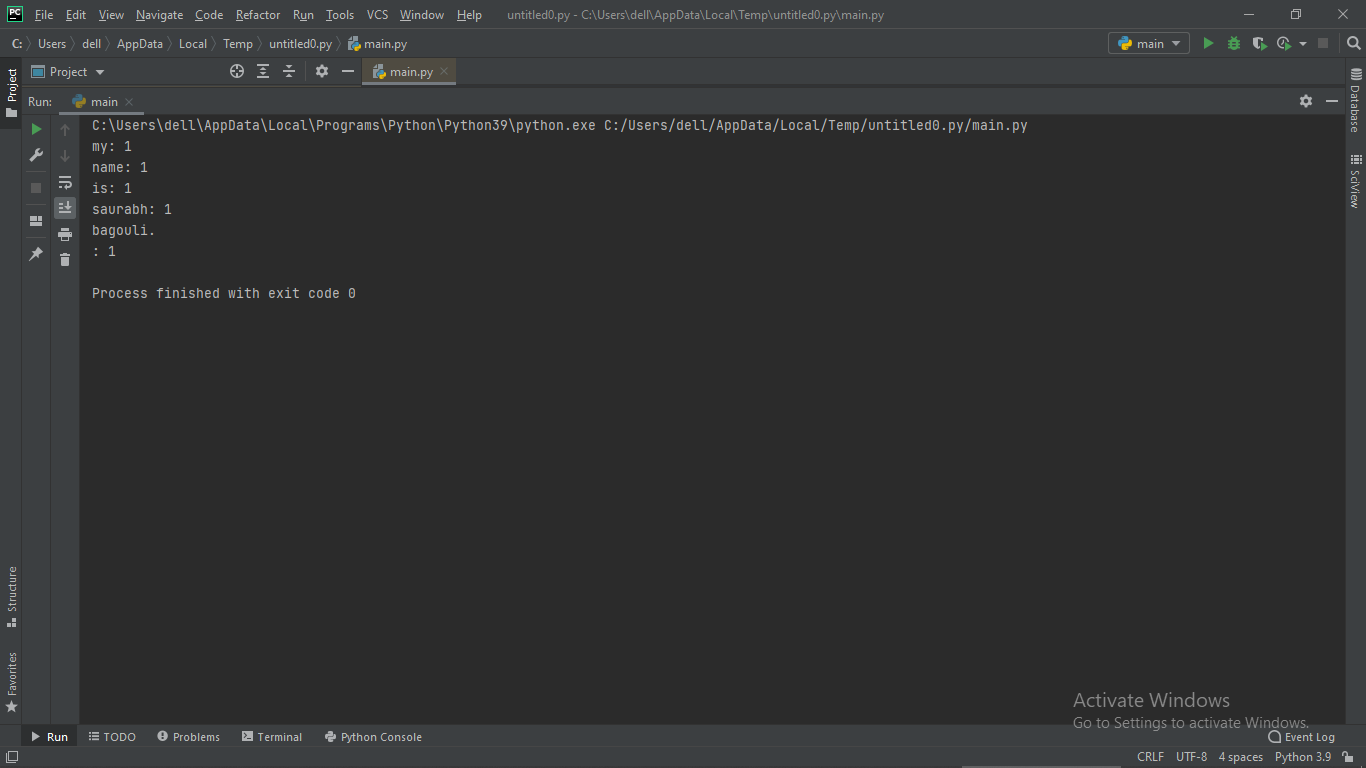 PC File Edit View Navigate Code Refactor Run Tools VCS Window Help untitled0.py - C:\Users\dell\AppData\Local\Temp\untitled0.py\main.py
C: Users dell AppData Local Temp untitled0.py main.py main
Project Project main.py
Run: main
C:\Users\dell\AppData\Local\Programs\Python\Python39\python.exe C:/Users/dell/AppData/Local/Temp/untitled0.py/main.py
my: 1
name: 1
is: 1
saurabh: 1
bagouli.
: 1
Process finished with exit code 0
Database
SciView
Structure
Favorites
Activate Windows
Go to Settings to activate Windows.
Run TODO Problems Terminal Python Console Event Log
CRLF UTF-8 4 spaces Python 3.9